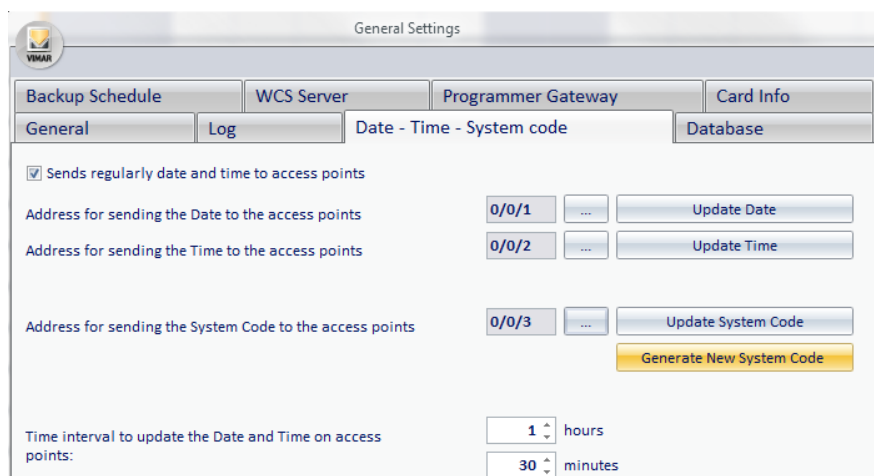 General Settings
VIMAR
Backup Schedule WCS Server Programmer Gateway Card Info
General Log Date - Time - System code Database
Sends regularly date and time to access points
Address for sending the Date to the access points 0/0/1 ... Update Date
Address for sending the Time to the access points 0/0/2 ... Update Time
Address for sending the System Code to the access points 0/0/3 ... Update System Code
Generate New System Code
Time interval to update the Date and Time on access 1 hours
points:
30 minutes